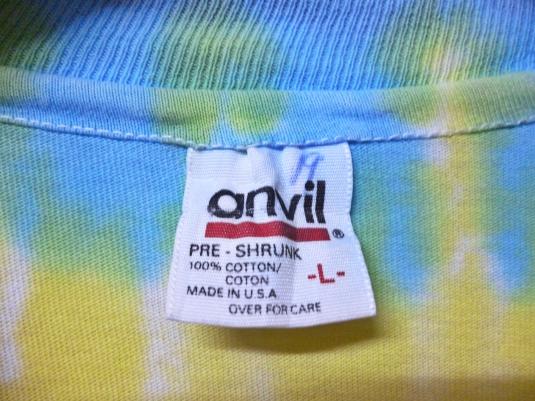 19
anvil®
PRE-SHRUNK
100% COTTON/
COTON -L-
MADE IN U.S.A
OVER FOR CARE